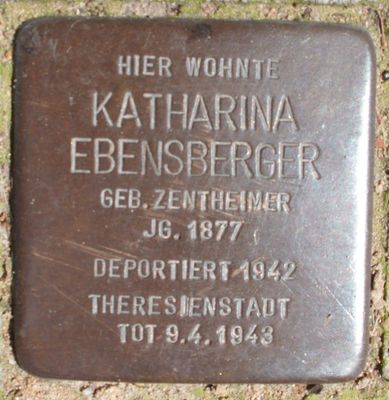 HIER WOHNTE
KATHARINA
EBENSBERGER
GEB. ZENTHEIMER
JG. 1877
DEPORTIERT 1942
THERESIENSTADT
TOT 9.4.1943